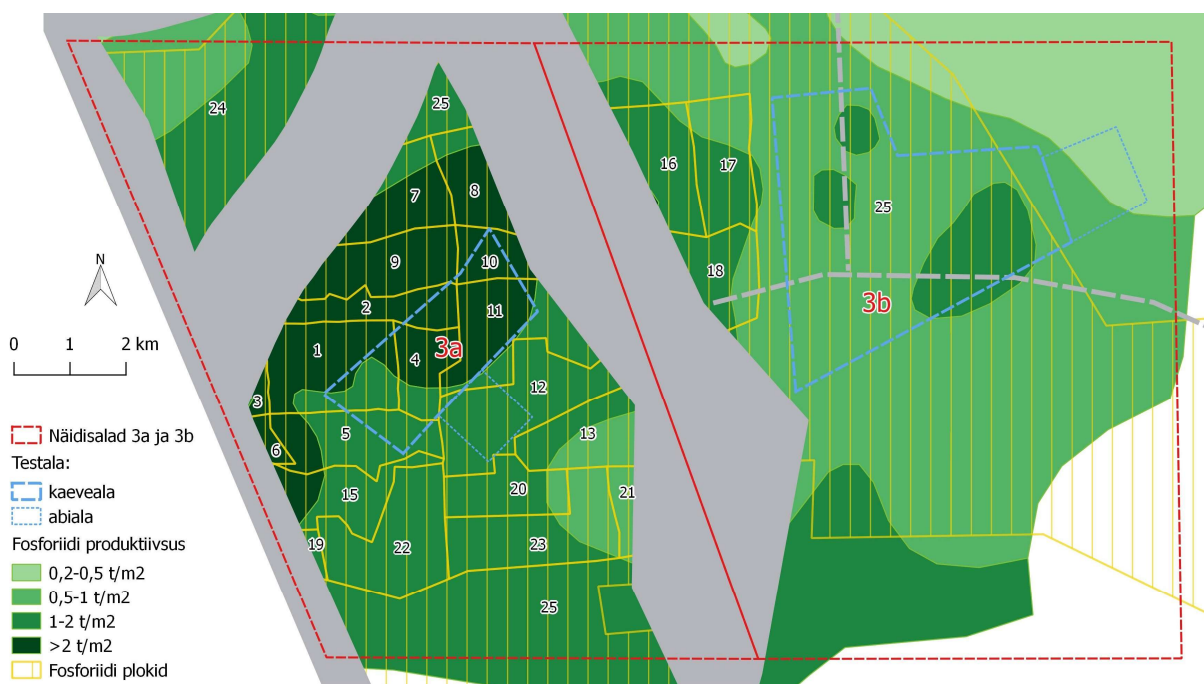 24
25
7
8
16
17
25
9
10
18
2
11
3b
1
4
3a
12
3
5
13
6
15
20
21
19
22
23
25
N
0 1 2 km
Näidisalad 3a ja 3b
Testala:
kaeveala
abiala
Fosforiidi produktiivsus
0,2-0,5 t/m2
0,5-1 t/m2
1-2 t/m2
>2 t/m2
Fosforiidi plokid